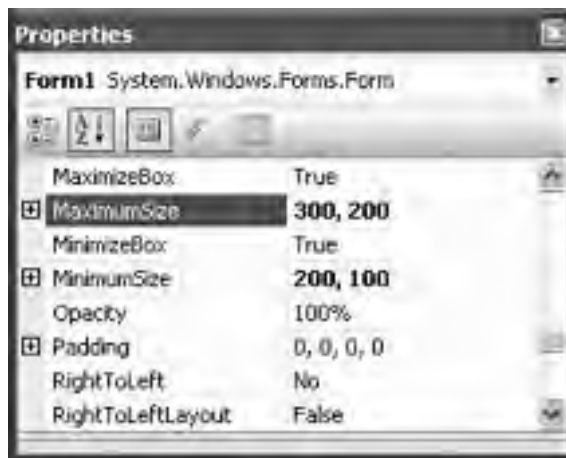 Properties
Form1 System.Windows.Forms.Form
MaximizeBox True
MaximumSize 300, 200
MinimizeBox True
MinimumSize 200, 100
Opacity 100%
Padding 0, 0, 0, 0
RightToLeft No
RightToLeftLayout False